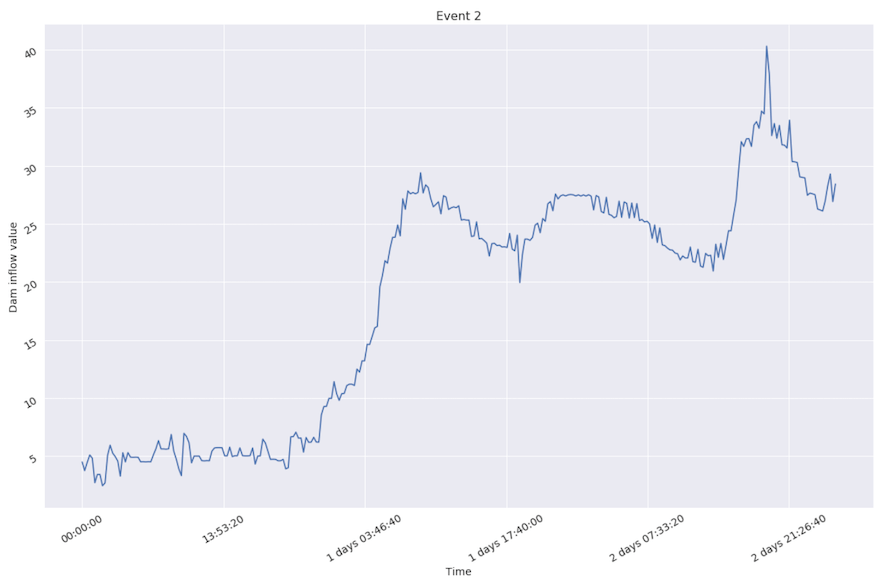 Event 2
Dam inflow value
40
35
30
25
20
15
10
5
00:00:00
13:53:20
1 days 03:46:40
1 days 17:40:00
2 days 07:33:20
2 days 21:26:40
Time